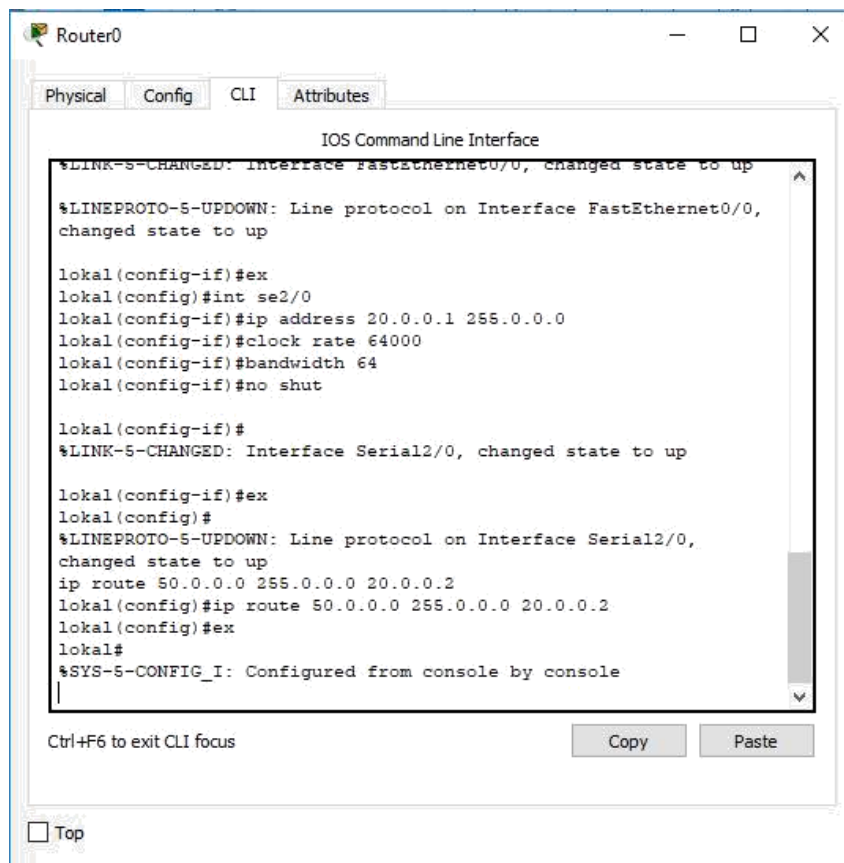 Router0
Physical Config CLI Attributes
IOS Command Line Interface
%LINK-5-CHANGED: Interface FastEthernet0/0, changed state to up
%LINEPROTO-5-UPDOWN: Line protocol on Interface FastEthernet0/0,
changed state to up
lokal(config-if)#ex
lokal(config)#int se2/0
lokal(config-if)#ip address 20.0.0.1 255.0.0.0
lokal(config-if)#clock rate 64000
lokal(config-if)#bandwidth 64
lokal(config-if)#no shut
lokal(config-if)#
%LINK-5-CHANGED: Interface Serial2/0, changed state to up
lokal(config-if)#ex
lokal(config)#
%LINEPROTO-5-UPDOWN: Line protocol on Interface Serial2/0,
changed state to up
ip route 50.0.0.0 255.0.0.0 20.0.0.2
lokal(config)#ip route 50.0.0.0 255.0.0.0 20.0.0.2
lokal(config)#ex
lokal#
%SYS-5-CONFIG_I: Configured from console by console
Ctrl+F6 to exit CLI focus
Copy Paste
Top